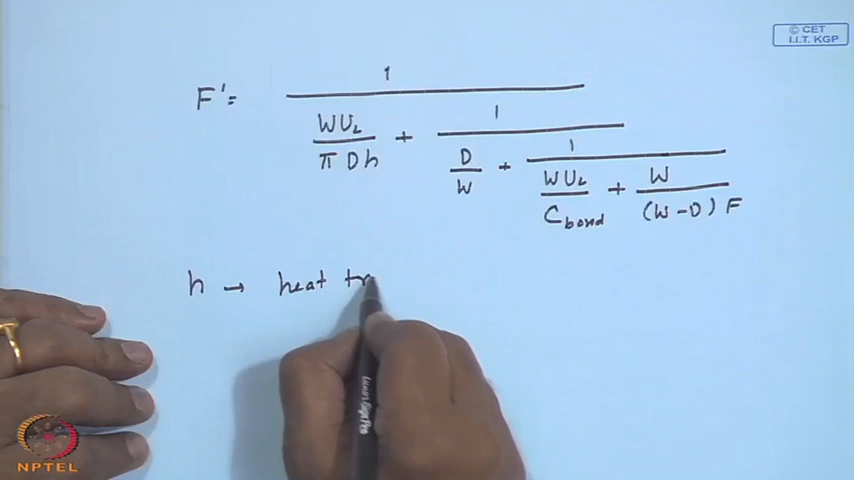 © CET
I.I.T. KGP
F' = 1 / (WU_L / πDh + 1 / (D/W + 1 / (WU_L / C_bond + W / (W-D)F)))
h → heat tr
NPTEL